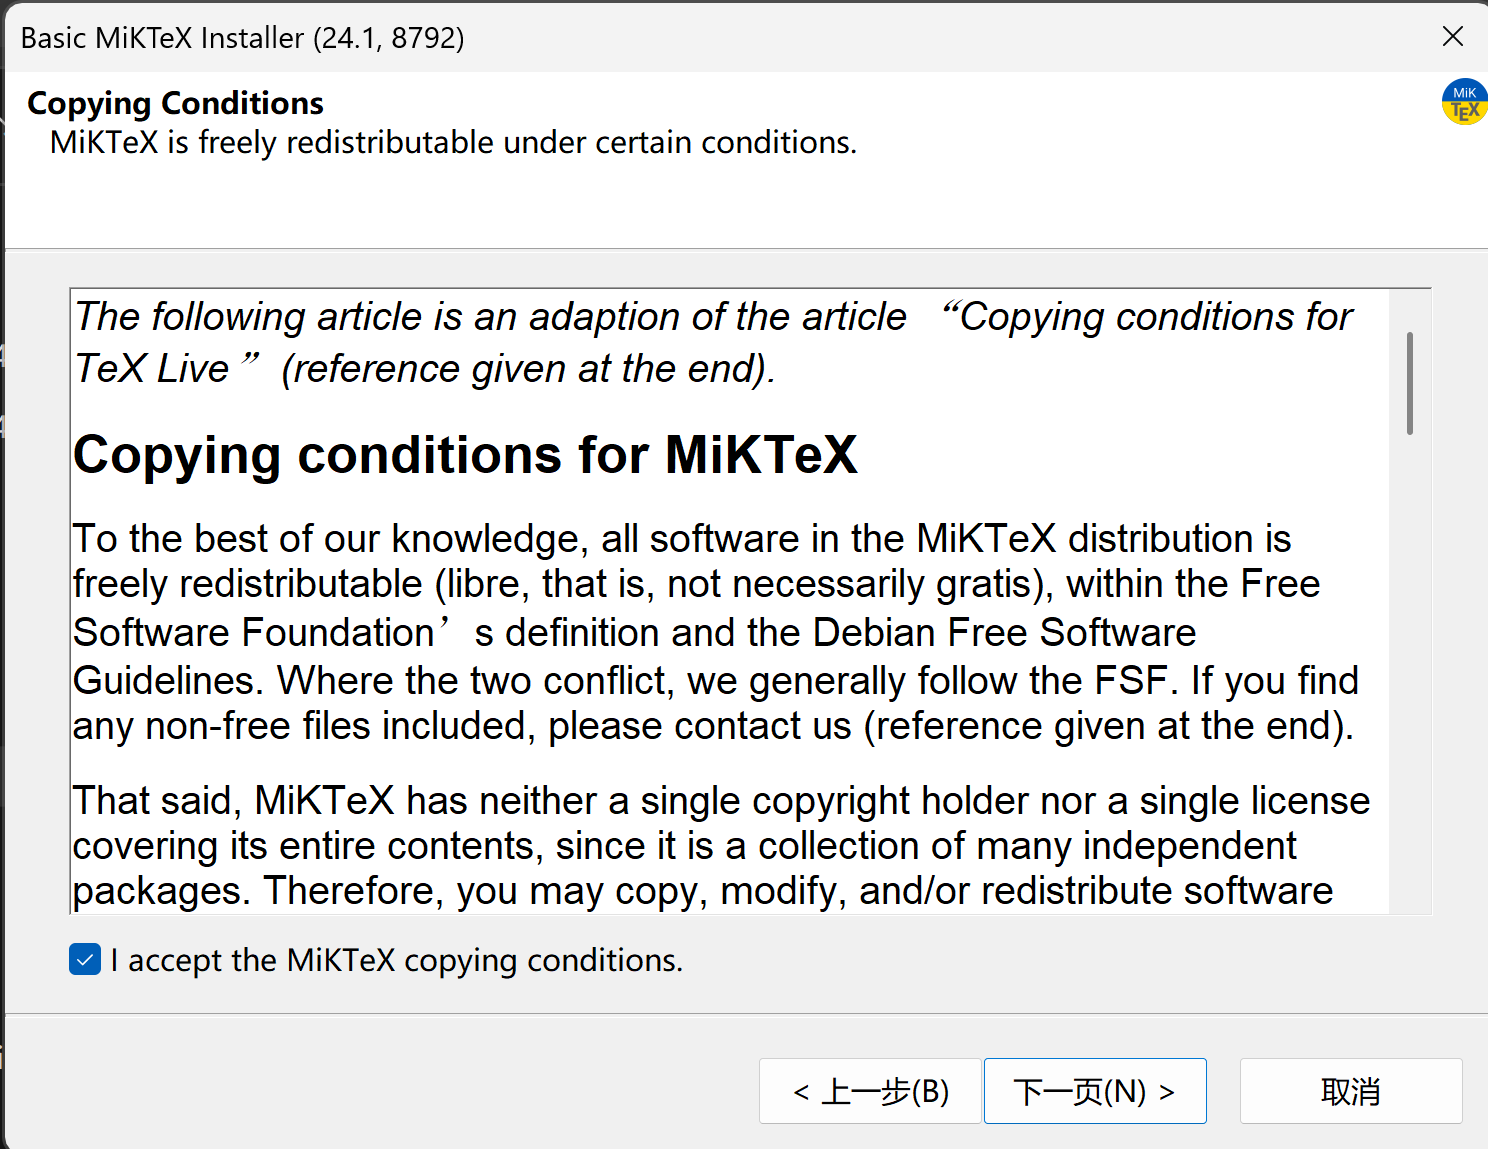 Basic MiKTeX Installer (24.1, 8792)
Copying Conditions
MiK
TEX
MiKTeX is freely redistributable under certain conditions.
The following article is an adaption of the article “Copying conditions for
TeX Live” (reference given at the end).
Copying conditions for MiKTeX
To the best of our knowledge, all software in the MiKTeX distribution is
freely redistributable (libre, that is, not necessarily gratis), within the Free
Software Foundation’s definition and the Debian Free Software
Guidelines. Where the two conflict, we generally follow the FSF. If you find
any non-free files included, please contact us (reference given at the end).
That said, MiKTeX has neither a single copyright holder nor a single license
covering its entire contents, since it is a collection of many independent
packages. Therefore, you may copy, modify, and/or redistribute software
I accept the MiKTeX copying conditions.
< 上一步(B)
下一页(N) >
取消